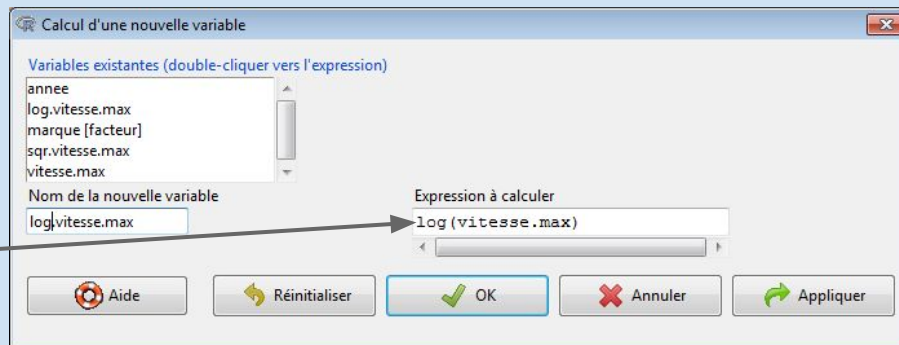 Calcul d'une nouvelle variable
Variables existantes (double-cliquer vers l'expression)
annee
log.vitesse.max
marque [facteur]
sqr.vitesse.max
vitesse.max
Nom de la nouvelle variable
Expression à calculer
log.vitesse.max
log(vitesse.max)
Aide
Réinitialiser
OK
Annuler
Appliquer